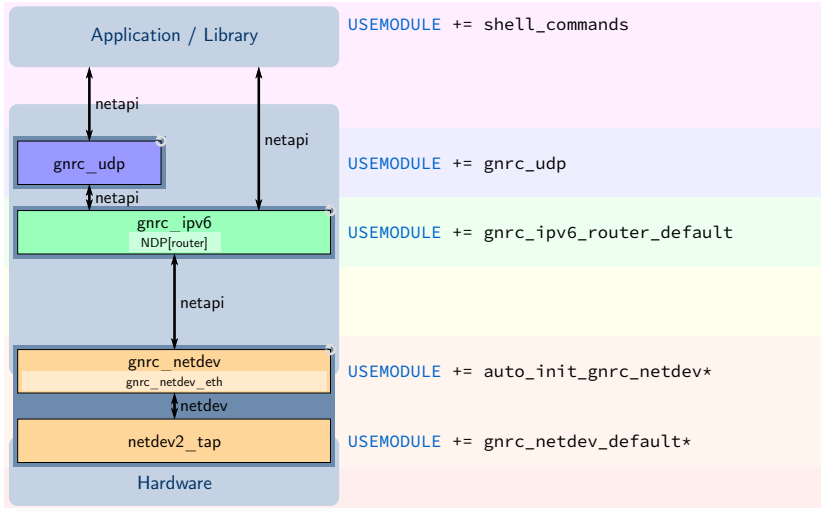 Application / Library
USEMODULE += shell_commands
netapi
netapi
gnrc_udp
USEMODULE += gnrc_udp
netapi
gnrc_ipv6
NDP[router]
USEMODULE += gnrc_ipv6_router_default
netapi
gnrc_netdev
gnrc_netdev_eth
USEMODULE += auto_init_gnrc_netdev*
netdev
netdev2_tap
USEMODULE += gnrc_netdev_default*
Hardware